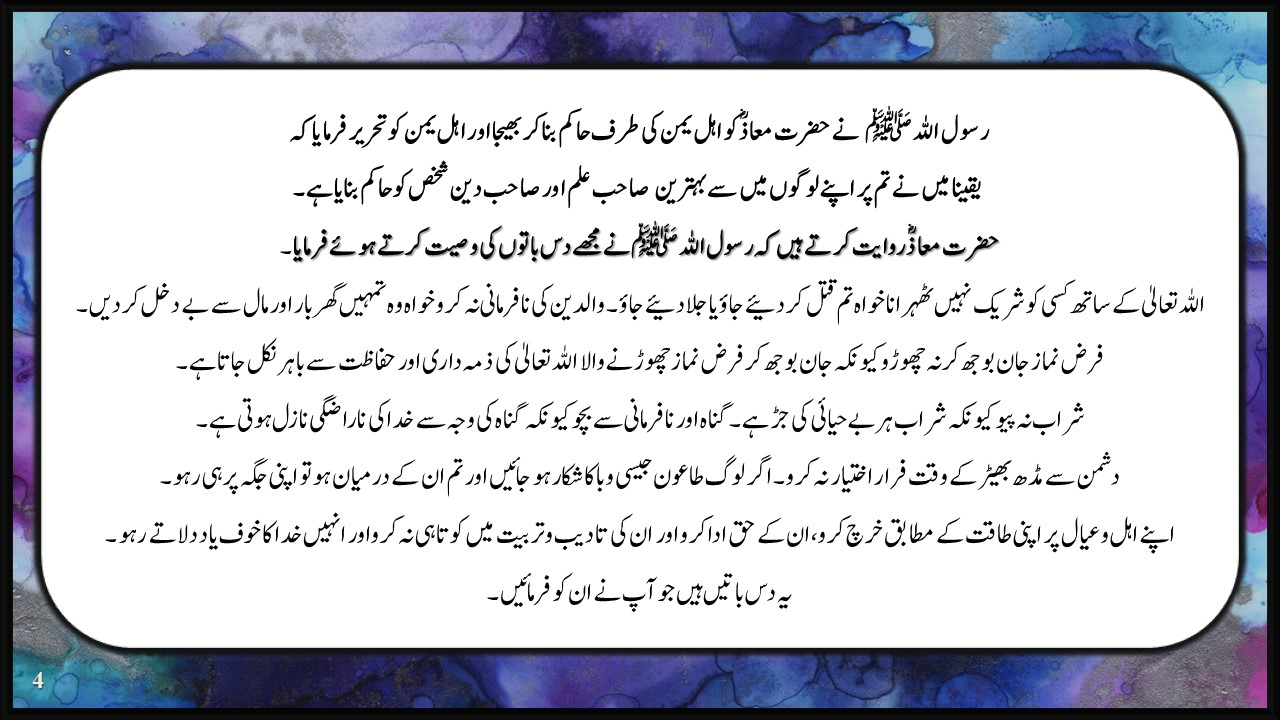 رسول اللہ ﷺ نے حضرت معاذؓ کو اہل یمن کی طرف حاکم بنا کر بھیجا اور اہل یمن کو تحریر فرمایا کہ
یقینا میں نے تم پر اپنے لوگوں میں سے بہترین صاحب علم اور صاحب دین شخص کو حاکم بنایا ہے۔
حضرت معاذؓ روایت کرتے ہیں کہ رسول اللہ ﷺ نے مجھے دس باتوں کی وصیت کرتے ہوئے فرمایا۔
اللہ تعالیٰ کے ساتھ کسی کو شریک نہیں ٹھہرانا خواہ تم قتل کر دیئے جاؤ یا جلا دیئے جاؤ۔ والدین کی نافرمانی نہ کرو خواہ وہ تمہیں گھر بار اور مال سے بے دخل کر دیں۔
فرض نماز جان بوجھ کر نہ چھوڑو کیونکہ جان بوجھ کر فرض نماز چھوڑنے والا اللہ تعالیٰ کی ذمہ داری اور حفاظت سے باہر نکل جاتا ہے۔
شراب نہ پیو کیونکہ شراب ہر بے حیائی کی جڑ ہے۔ گناہ اور نافرمانی سے بچو کیونکہ گناہ کی وجہ سے خدا کی ناراضگی نازل ہوتی ہے۔
دشمن سے مڈھ بھیڑ کے وقت فرار اختیار نہ کرو۔ اگر لوگ طاعون جیسی وبا کا شکار ہو جائیں اور تم ان کے درمیان ہو تو اپنی جگہ پر ہی رہو۔
اپنے اہل و عیال پر اپنی طاقت کے مطابق خرچ کرو، ان کے حق ادا کرو اور ان کی تادیب و تربیت میں کوتاہی نہ کرو اور انہیں خدا کا خوف یاد دلاتے رہو۔
یہ دس باتیں ہیں جو آپ نے ان کو فرمائیں۔
4